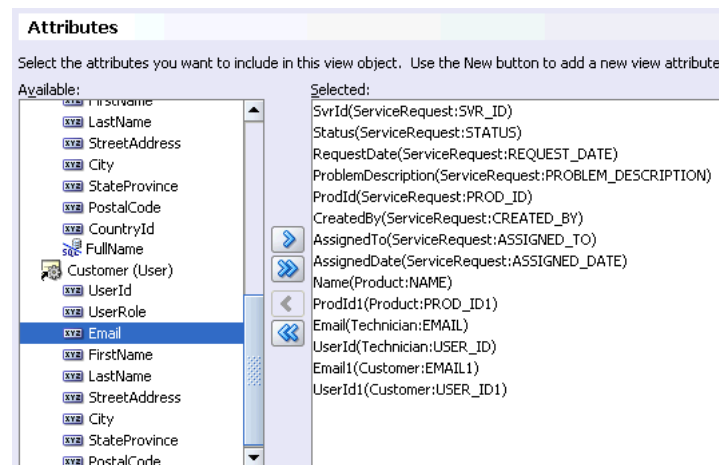 Attributes
Select the attributes you want to include in this view object. Use the New button to add a new view attribute
Available:
FirstName
LastName
StreetAddress
City
StateProvince
PostalCode
CountryId
FullName
Customer (User)
UserId
UserRole
Email
FirstName
LastName
StreetAddress
City
StateProvince
PostalCode
Selected:
SvrId(ServiceRequest:SVR_ID)
Status(ServiceRequest:STATUS)
RequestDate(ServiceRequest:REQUEST_DATE)
ProblemDescription(ServiceRequest:PROBLEM_DESCRIPTION)
ProdId(ServiceRequest:PROD_ID)
CreatedBy(ServiceRequest:CREATED_BY)
AssignedTo(ServiceRequest:ASSIGNED_TO)
AssignedDate(ServiceRequest:ASSIGNED_DATE)
Name(Product:NAME)
ProdId1(Product:PROD_ID1)
Email(Technician:EMAIL)
UserId(Technician:USER_ID)
Email1(Customer:EMAIL1)
UserId1(Customer:USER_ID1)